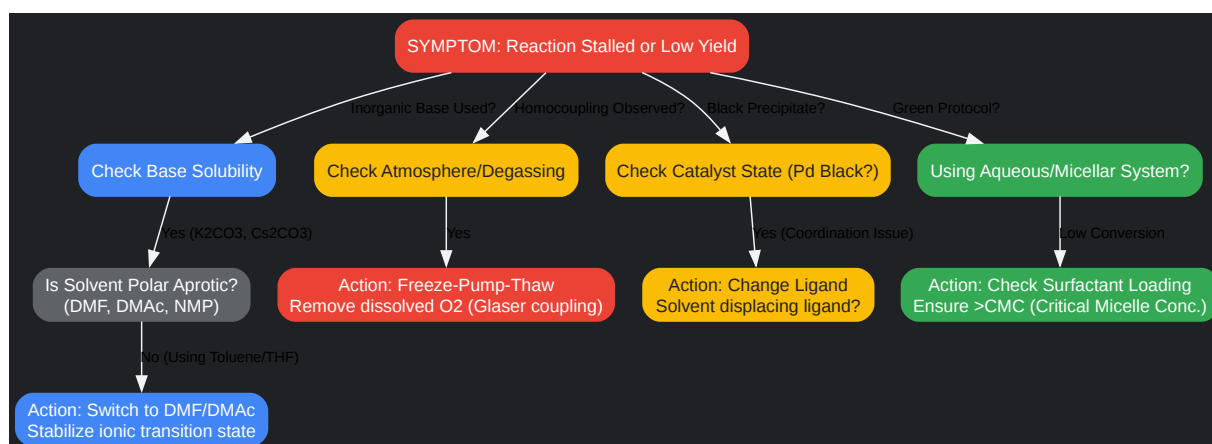 SYMPTOM: Reaction Stalled or Low Yield
Inorganic Base Used?
Homocoupling Observed?
Black Precipitate?
Green Protocol?
Check Base Solubility
Check Atmosphere/Degassing
Check Catalyst State (Pd Black?)
Using Aqueous/Micellar System?
Yes (K2CO3, Cs2CO3)
Yes
Yes (Coordination Issue)
Low Conversion
Is Solvent Polar Aprotic?
(DMF, DMAc, NMP)
Action: Freeze-Pump-Thaw
Remove dissolved O2 (Glaser coupling)
Action: Change Ligand
Solvent displacing ligand?
Action: Check Surfactant Loading
Ensure >CMC (Critical Micelle Conc.)
No (Using Toluene/THF)
Action: Switch to DMF/DMAc
Stabilize ionic transition state